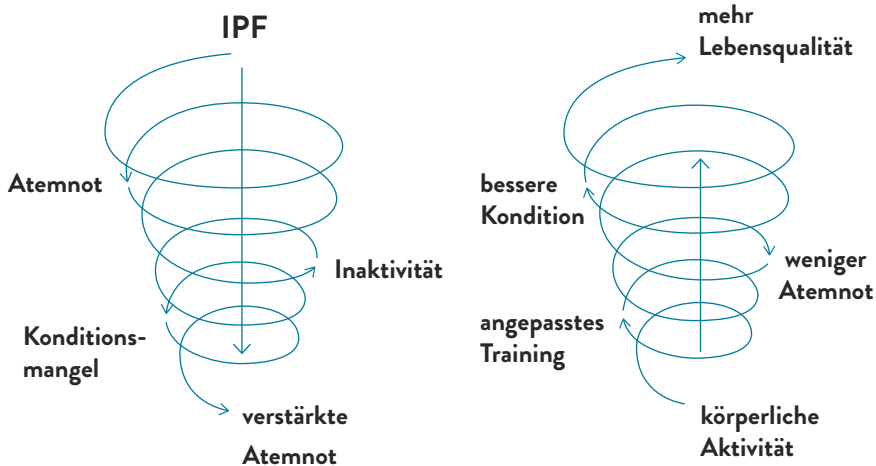 IPF
Atemnot
Inaktivität
Konditions-
mangel
verstärkte
Atemnot
mehr
Lebensqualität
bessere
Kondition
weniger
Atemnot
angepasstes
Training
körperliche
Aktivität